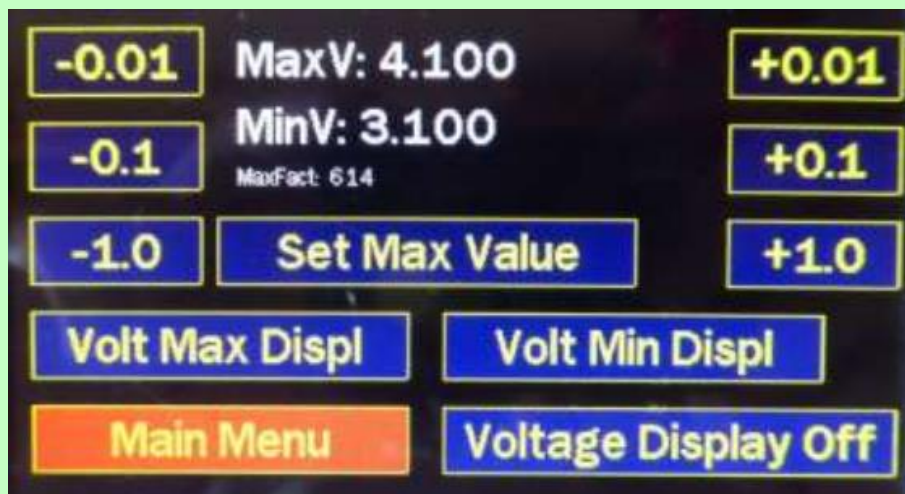 -0.01 MaxV: 4.100 +0.01
MinV: 3.100
-0.1 +0.1
MaxFact: 614
-1.0 Set Max Value +1.0
Volt Max Displ Volt Min Displ
Main Menu Voltage Display Off